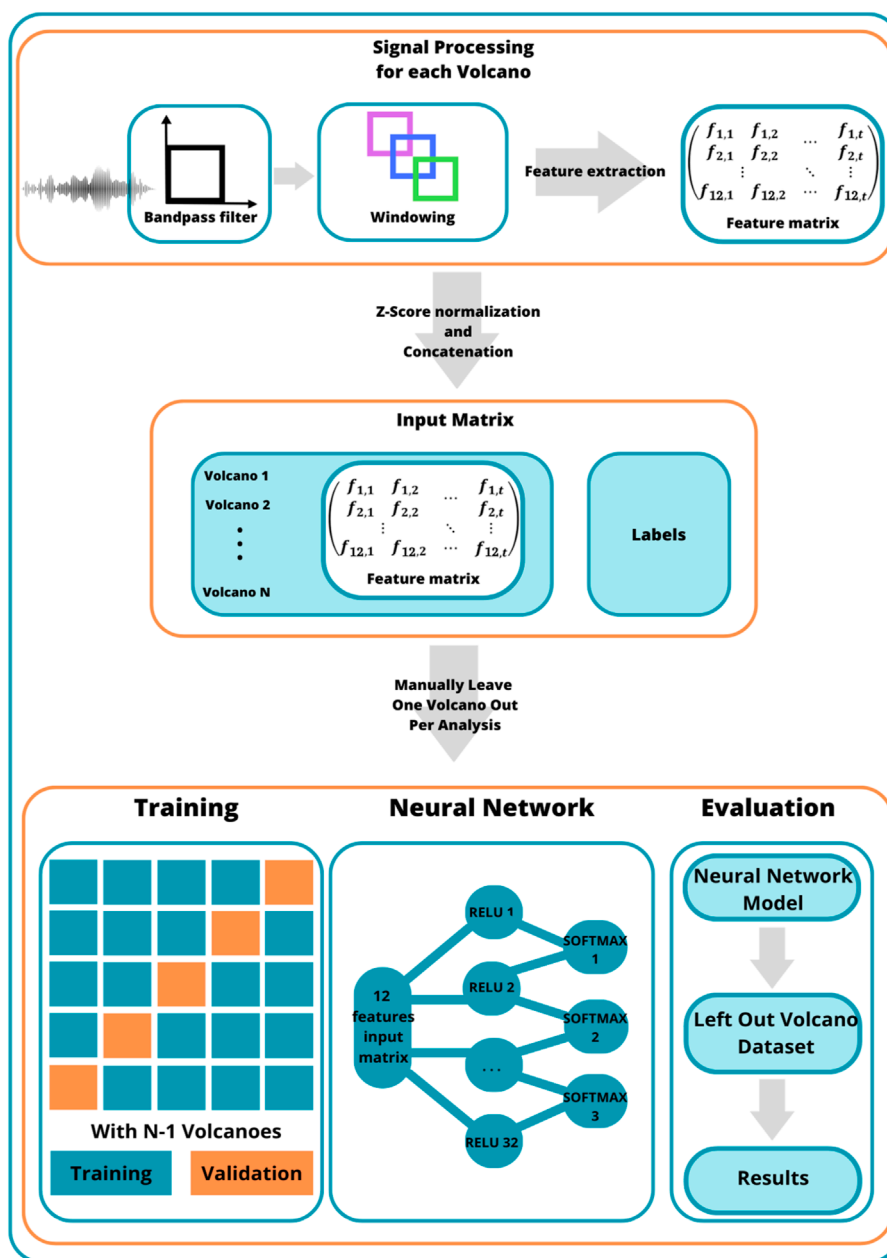 Signal Processing
for each Volcano
Bandpass filter
Windowing
Feature extraction
f1,1 f1,2 ... f1,t
f2,1 f2,2 f2,t
⋮ ⋱ ⋮
f12,1 f12,2 ... f12,t
Feature matrix
Z-Score normalization
and
Concatenation
Input Matrix
Volcano 1
Volcano 2
Volcano N
f1,1 f1,2 ... f1,t
f2,1 f2,2 f2,t
⋮ ⋱ ⋮
f12,1 f12,2 ... f12,t
Feature matrix
Labels
Manually Leave
One Volcano Out
Per Analysis
Training
With N-1 Volcanoes
Training
Validation
Neural Network
12
features
input
matrix
RELU 1
RELU 2
...
RELU 32
SOFTMAX
1
SOFTMAX
2
SOFTMAX
3
Evaluation
Neural Network
Model
Left Out Volcano
Dataset
Results